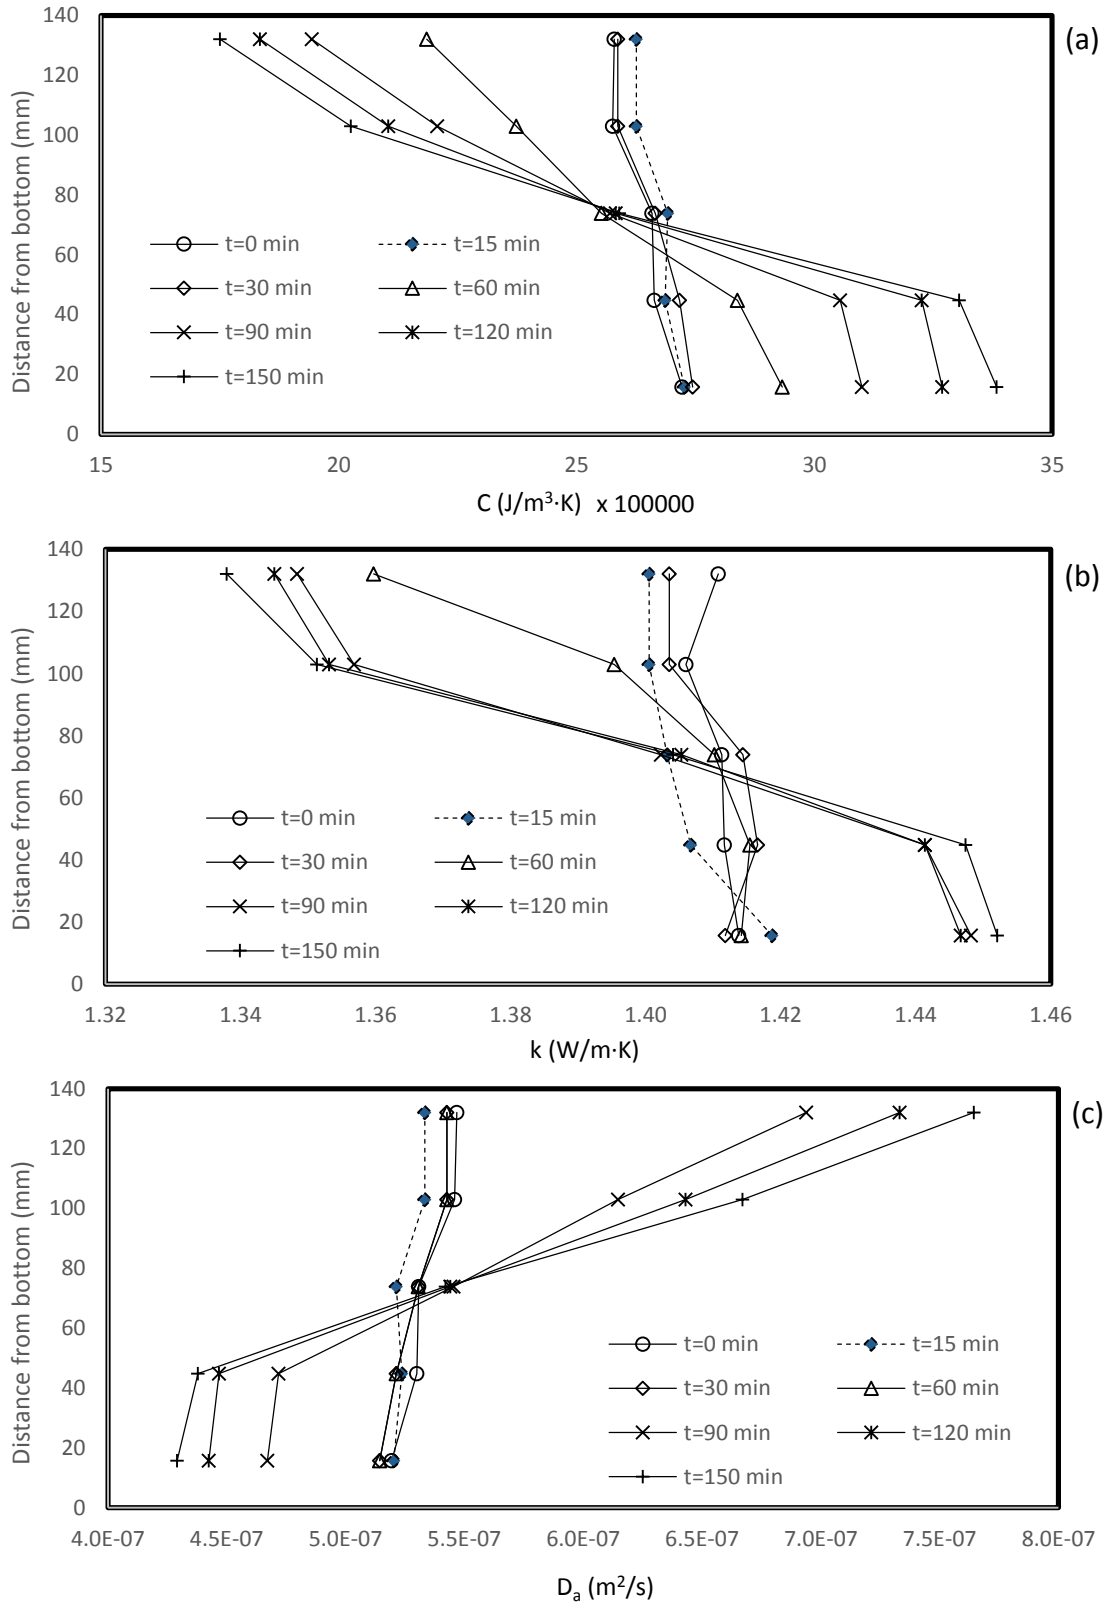 (a)
Distance from bottom (mm)
140
120
100
80
60
40
20
0
t=0 min t=15 min
t=30 min t=60 min
t=90 min t=120 min
t=150 min
15 20 25 30 35
C (J/m³·K) x 100000
(b)
Distance from bottom (mm)
140
120
100
80
60
40
20
0
t=0 min t=15 min
t=30 min t=60 min
t=90 min t=120 min
t=150 min
1.32 1.34 1.36 1.38 1.40 1.42 1.44 1.46
k (W/m·K)
(c)
Distance from bottom (mm)
140
120
100
80
60
40
20
0
t=0 min t=15 min
t=30 min t=60 min
t=90 min t=120 min
t=150 min
4.0E-07 4.5E-07 5.0E-07 5.5E-07 6.0E-07 6.5E-07 7.0E-07 7.5E-07 8.0E-07
Dₐ (m²/s)